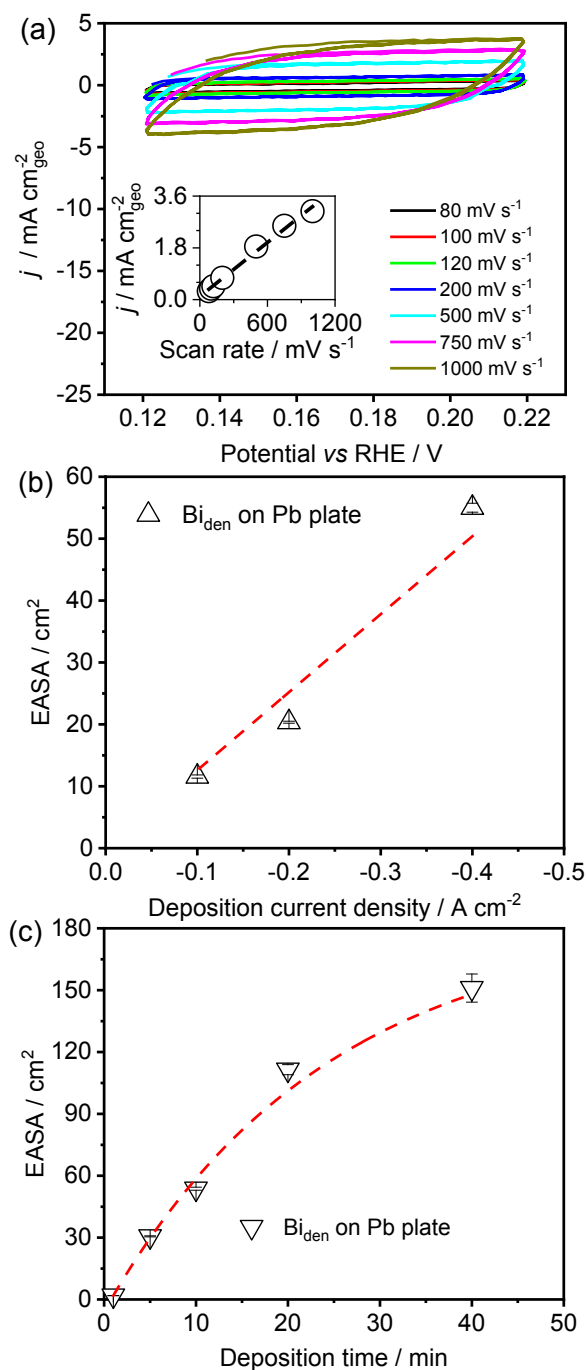 (a)
5
0
-5
-10
-15
-20
-25
j / mA cm⁻²geo
3.6
1.8
0.0
j / mA cm⁻²geo
0
600
1200
Scan rate / mV s⁻¹
80 mV s⁻¹
100 mV s⁻¹
120 mV s⁻¹
200 mV s⁻¹
500 mV s⁻¹
750 mV s⁻¹
1000 mV s⁻¹
0.12 0.14 0.16 0.18 0.20 0.22
Potential vs RHE / V
(b)
60
50
40
30
20
10
0
EASA / cm²
Biden on Pb plate
0.0 -0.1 -0.2 -0.3 -0.4 -0.5
Deposition current density / A cm⁻²
(c)
180
150
120
90
60
30
0
EASA / cm²
Biden on Pb plate
0 10 20 30 40 50
Deposition time / min